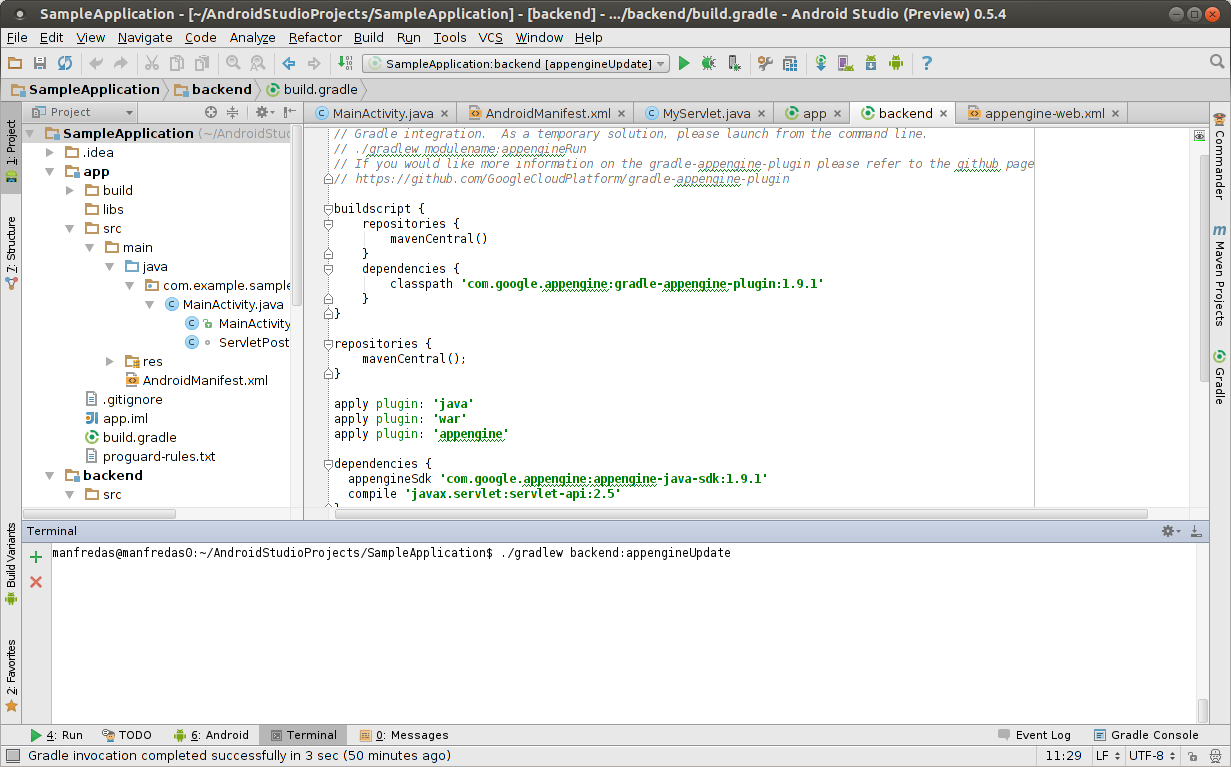 SampleApplication - [~/AndroidStudioProjects/SampleApplication] - [backend] - .../backend/build.gradle - Android Studio (Preview) 0.5.4
File Edit View Navigate Code Analyze Refactor Build Run Tools VCS Window Help
SampleApplication:backend [appengineUpdate]
SampleApplication backend build.gradle
Project
MainActivity.java AndroidManifest.xml MyServlet.java app backend appengine-web.xml
1: Project
7: Structure
Build Variants
2: Favorites
SampleApplication (~/AndroidStud
.idea
app
build
libs
src
main
java
com.example.sample
MainActivity.java
MainActivity
ServletPost
res
AndroidManifest.xml
.gitignore
app.iml
build.gradle
proguard-rules.txt
backend
src
// Gradle integration.  As a temporary solution, please launch from the command line.
// ./gradlew modulename:appengineRun
// If you would like more information on the gradle-appengine-plugin please refer to the github page
// https://github.com/GoogleCloudPlatform/gradle-appengine-plugin
buildscript {
repositories {
mavenCentral()
}
dependencies {
classpath 'com.google.appengine:gradle-appengine-plugin:1.9.1'
}
}
repositories {
mavenCentral();
}
apply plugin: 'java'
apply plugin: 'war'
apply plugin: 'appengine'
dependencies {
appengineSdk 'com.google.appengine:appengine-java-sdk:1.9.1'
compile 'javax.servlet:servlet-api:2.5'
}
Commander
Maven Projects
Gradle
Terminal
manfredas@manfredas0:~/AndroidStudioProjects/SampleApplication$ ./gradlew backend:appengineUpdate
4: Run TODO 6: Android Terminal 0: Messages Event Log Gradle Console
Gradle invocation completed successfully in 3 sec (50 minutes ago) 11:29 LF UTF-8